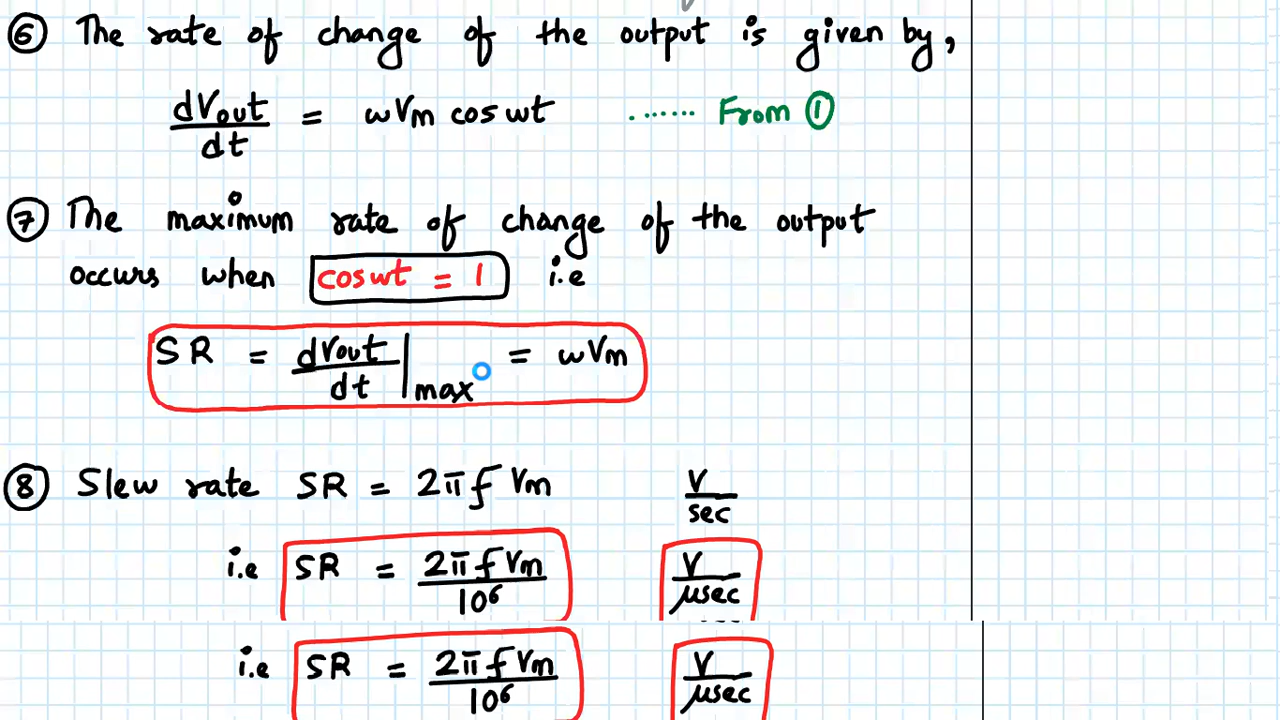 ⑥ The rate of change of the output is given by,
dVout/dt = ωVm cos ωt ...... From ①
⑦ The maximum rate of change of the output
occurs when cosωt = 1 i.e
SR = dVout/dt |max = ωVm
⑧ Slew rate SR = 2πf Vm V/sec
i.e SR = 2πf Vm/10⁶ V/μsec
i.e SR = 2πf Vm/10⁶ V/μsec